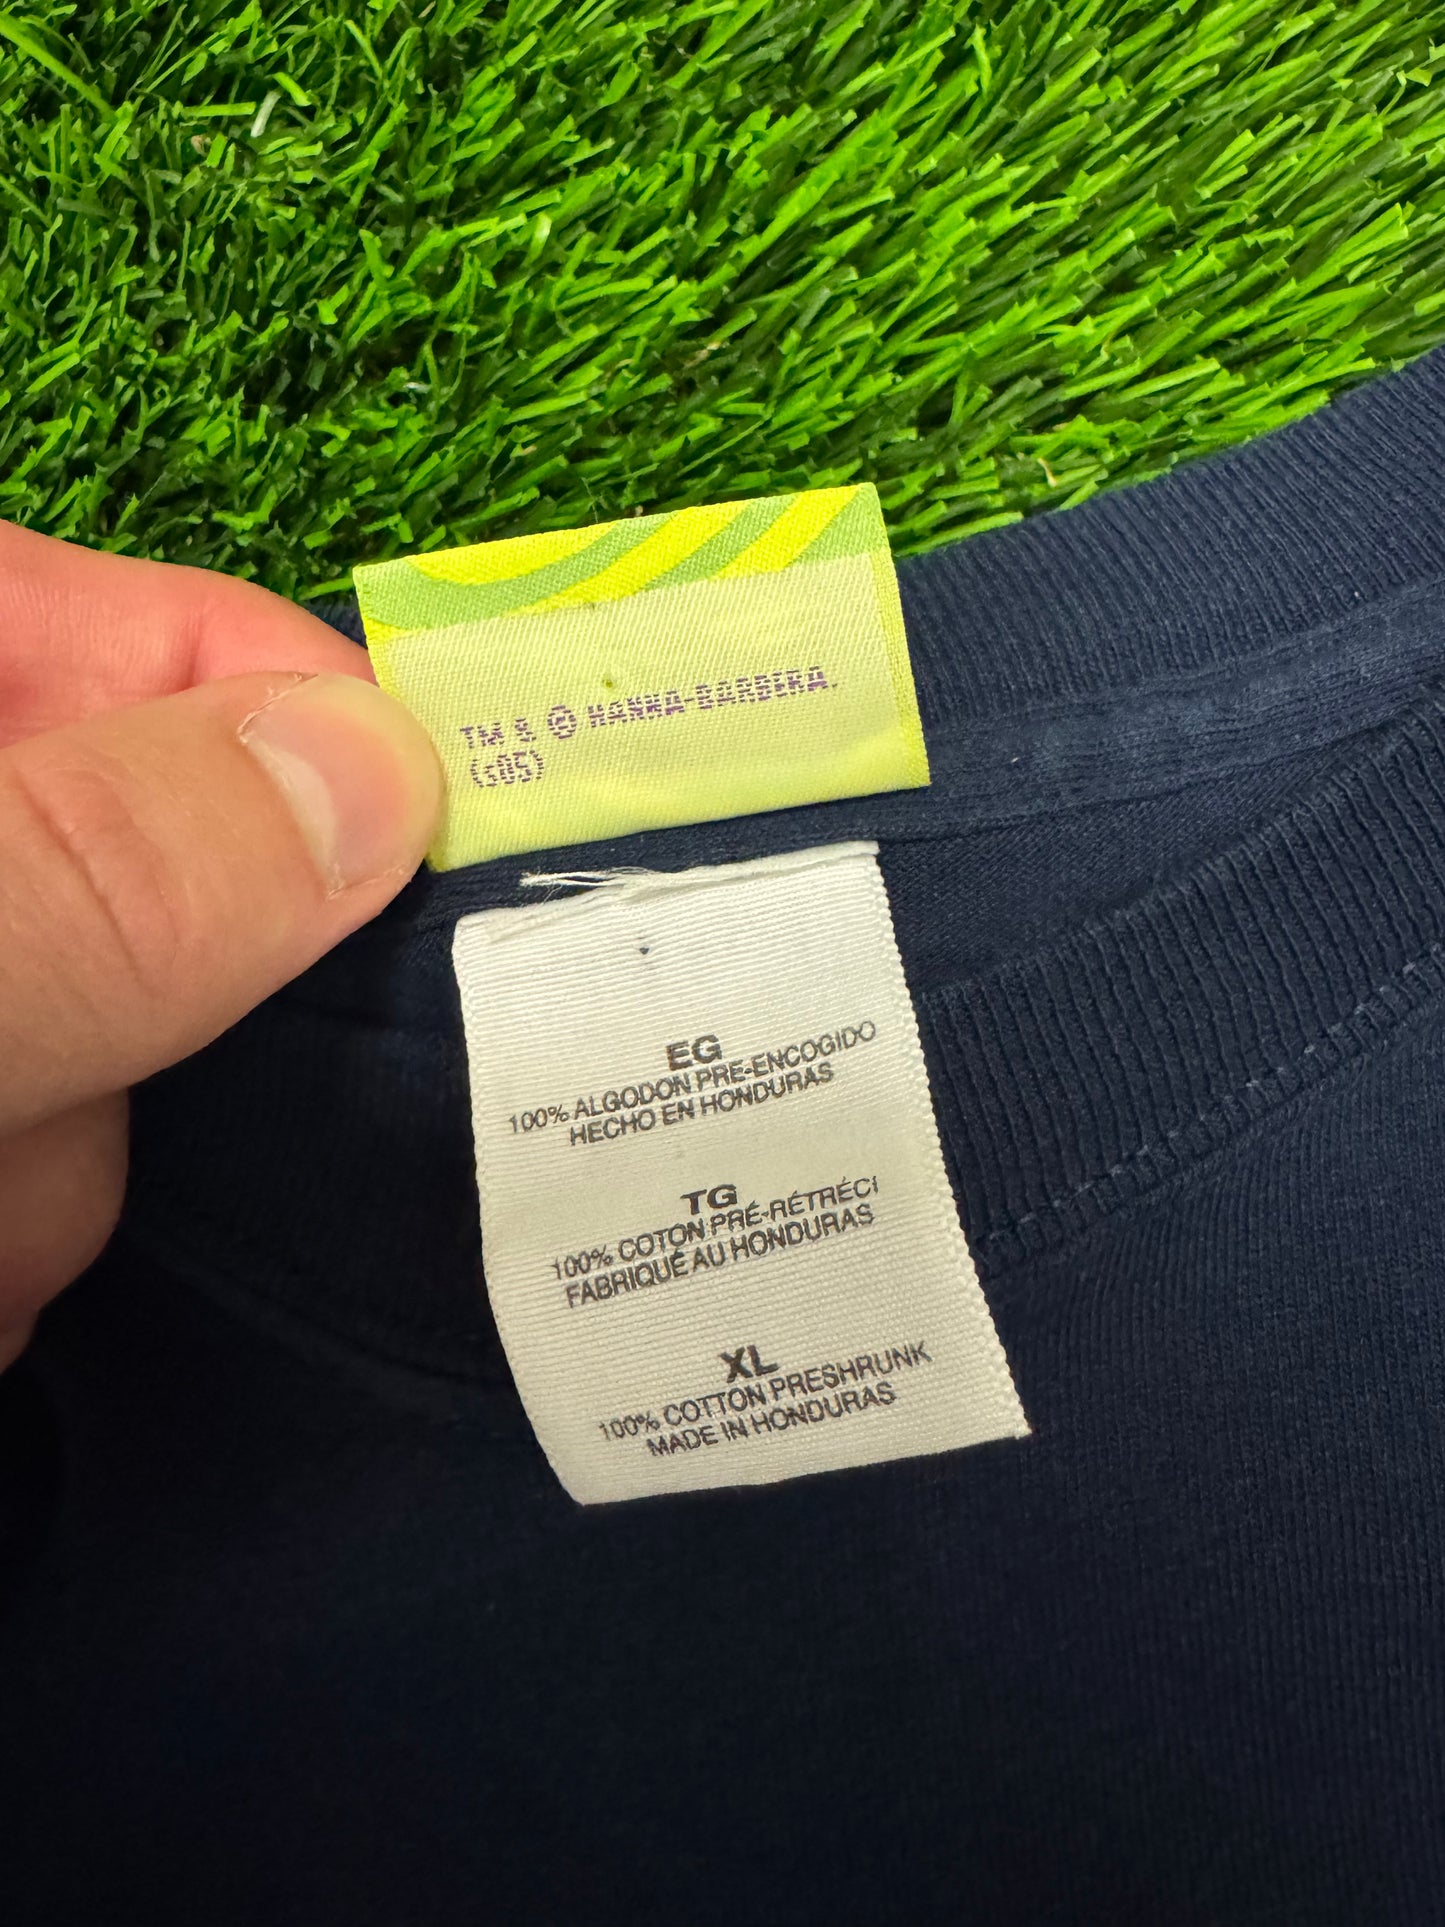 TM & © HANNA-BARBERA.
(s05)
EG
100% ALGODON PRE-ENCOGIDO
HECHO EN HONDURAS
TG
100% COTON PRÉ-RÉTRÉCI
FABRIQUÉ AU HONDURAS
XL
100% COTTON PRESHRUNK
MADE IN HONDURAS